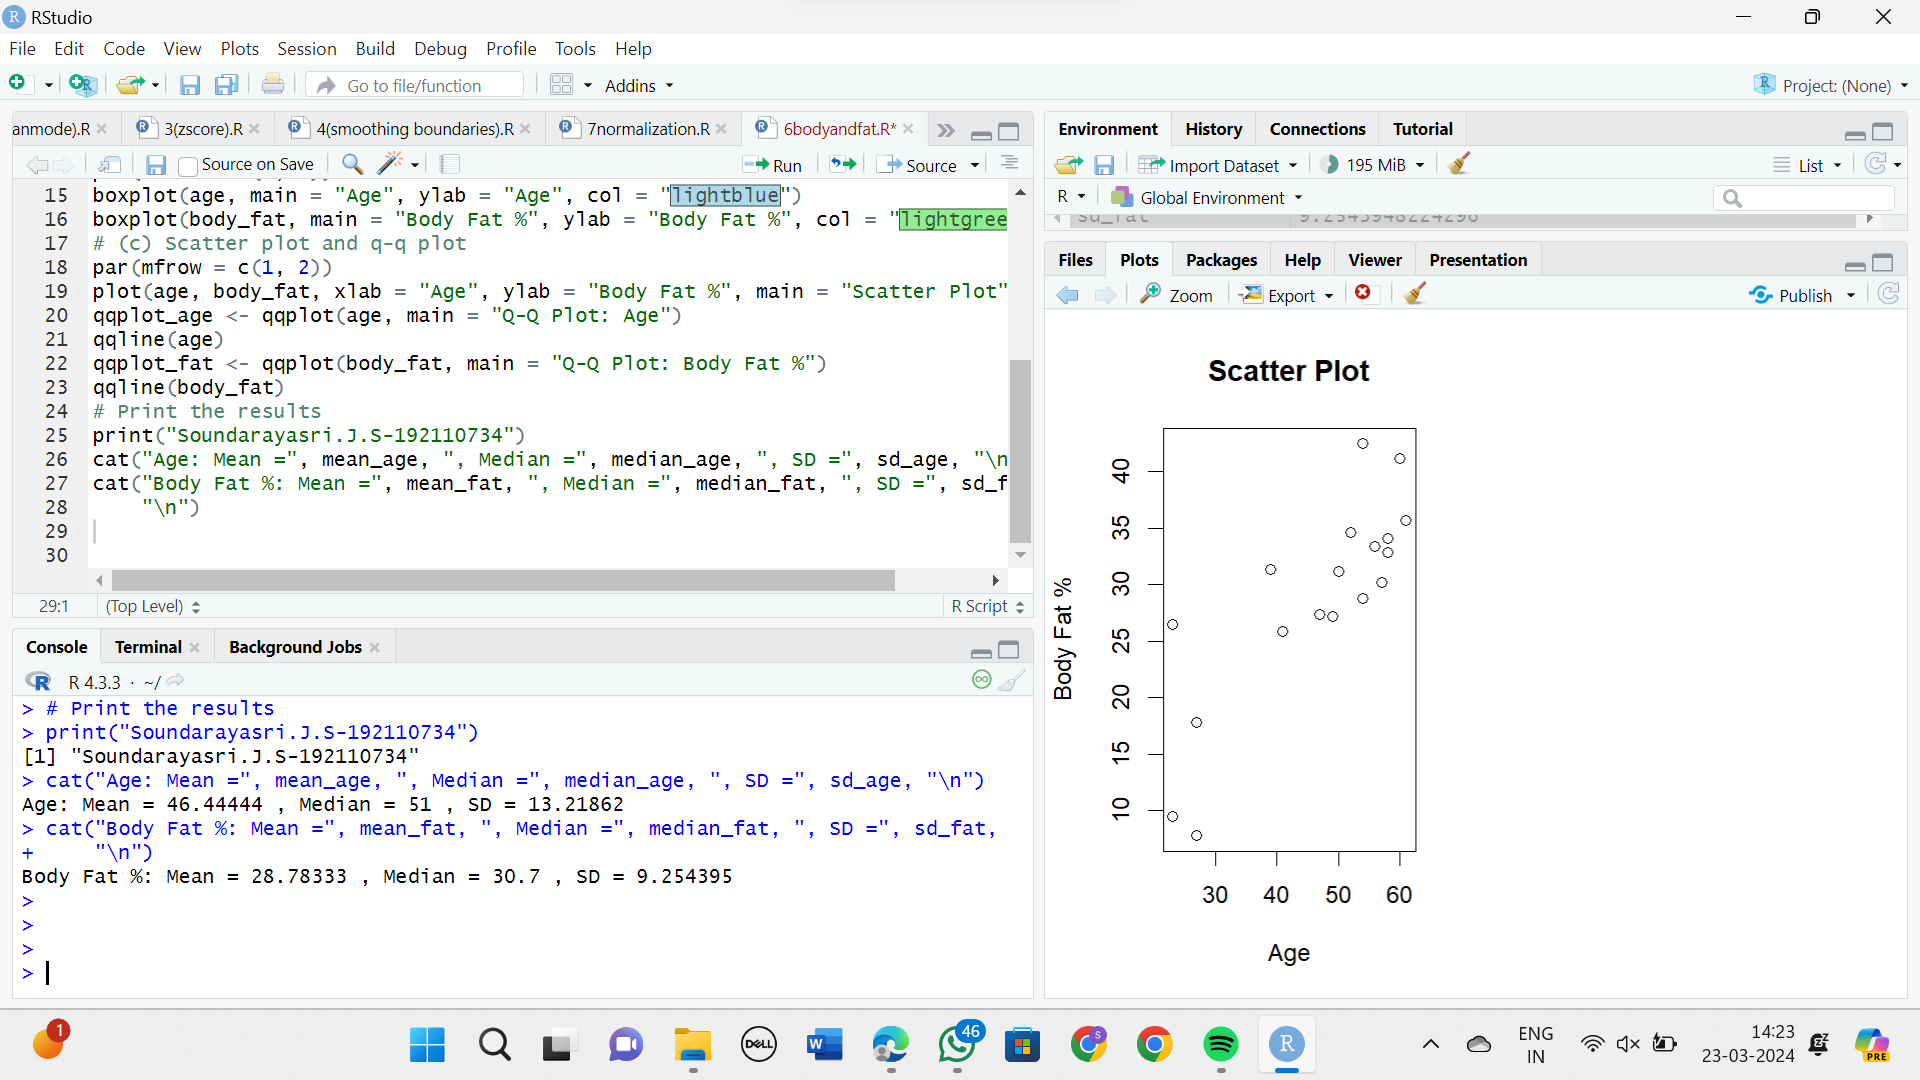 RStudio
File Edit Code View Plots Session Build Debug Profile Tools Help
Go to file/function
Addins
Project: (None)
anmode).R
3(zscore).R
4(smoothing boundaries).R
7normalization.R
6bodyandfat.R*
Source on Save
Run
Source
15 boxplot(age, main = "Age", ylab = "Age", col = "lightblue")
16 boxplot(body_fat, main = "Body Fat %", ylab = "Body Fat %", col = "lightgree
17 # (c) Scatter plot and q-q plot
18 par(mfrow = c(1, 2))
19 plot(age, body_fat, xlab = "Age", ylab = "Body Fat %", main = "Scatter Plot"
20 qqplot_age <- qqplot(age, main = "Q-Q Plot: Age")
21 qqline(age)
22 qqplot_fat <- qqplot(body_fat, main = "Q-Q Plot: Body Fat %")
23 qqline(body_fat)
24 # Print the results
25 print("Soundarayasri.J.S-192110734")
26 cat("Age: Mean =", mean_age, ", Median =", median_age, ", SD =", sd_age, "\n
27 cat("Body Fat %: Mean =", mean_fat, ", Median =", median_fat, ", SD =", sd_f
28 "\n")
29
30
29:1 (Top Level) R Script
Console Terminal Background Jobs
R R 4.3.3 · ~/
> # Print the results
> print("Soundarayasri.J.S-192110734")
[1] "Soundarayasri.J.S-192110734"
> cat("Age: Mean =", mean_age, ", Median =", median_age, ", SD =", sd_age, "\n")
Age: Mean = 46.44444 , Median = 51 , SD = 13.21862
> cat("Body Fat %: Mean =", mean_fat, ", Median =", median_fat, ", SD =", sd_fat,
+ "\n")
Body Fat %: Mean = 28.78333 , Median = 30.7 , SD = 9.254395
>
>
>
>
Environment History Connections Tutorial
Import Dataset 195 MiB List
R Global Environment
Files Plots Packages Help Viewer Presentation
Zoom Export Publish
Scatter Plot
Body Fat %
40
35
30
25
20
15
10
30 40 50 60
Age
1
DELL
W
46
S
R
ENG
IN
14:23
23-03-2024
PRE